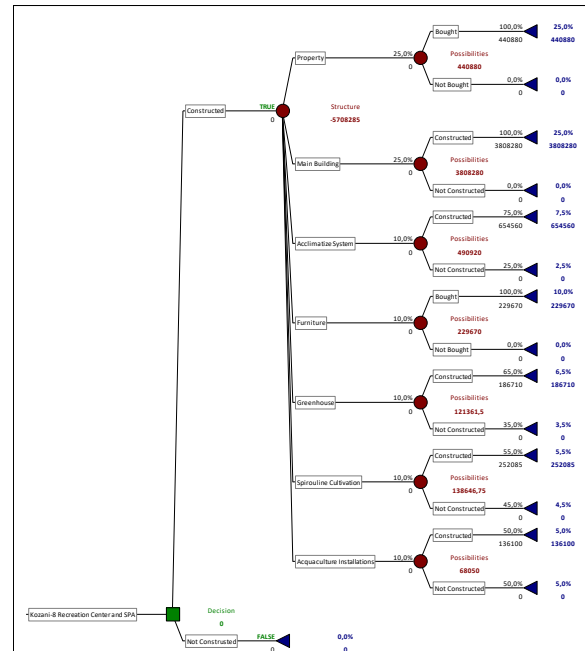 Bought
100,0%
25,0%
440880
440880
Property
25,0%
Possibilities
0
440880
Not Bought
0,0%
0,0%
0
0
Constructed
TRUE
Structure
0
-5708285
Constructed
100,0%
25,0%
3808280
3808280
Main Building
25,0%
Possibilities
0
3808280
Not Constructed
0,0%
0,0%
0
0
Constructed
75,0%
7,5%
654560
654560
Acclimatize System
10,0%
Possibilities
0
490920
Not Constructed
25,0%
2,5%
0
0
Bought
100,0%
10,0%
229670
229670
Furniture
10,0%
Possibilities
0
229670
Not Bought
0,0%
0,0%
0
0
Constructed
65,0%
6,5%
186710
186710
Greenhouse
10,0%
Possibilities
0
121361,5
Not Constructed
35,0%
3,5%
0
0
Constructed
55,0%
5,5%
252085
252085
Spirouline Cultivation
10,0%
Possibilities
0
138646,75
Not Constructed
45,0%
4,5%
0
0
Constructed
50,0%
5,0%
136100
136100
Acquaculture Installations
10,0%
Possibilities
0
68050
Not Constructed
50,0%
5,0%
0
0
Kozani-8 Recreation Center and SPA
Decision
0
Not Construsted
FALSE
0,0%
0
0